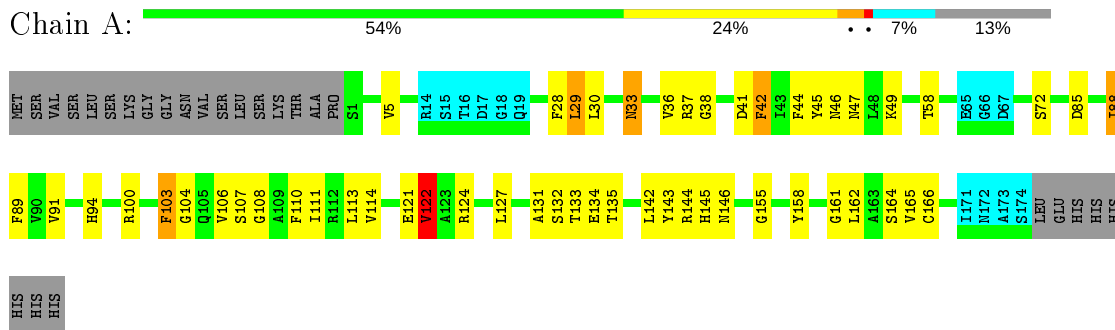 Chain A:
54% 24% • • 7% 13%
MET SER VAL SER LEU SER LYS GLY GLY ASN VAL SER LEU SER LYS THR ALA PRO S1 V5 R14 S15 T16 D17 G18 Q19 F28 L29 L30 N33 V36 R37 G38 D41 F42 I43 F44 Y45 N46 N47 L48 K49 T58 E65 G66 D67 S72 D85 I88
F89 V90 V91 H94 R100 F103 G104 Q105 V106 S107 G108 A109 F110 I111 R112 L113 V114 E121 V122 A123 R124 L127 A131 S132 T133 E134 T135 L142 Y143 R144 H145 N146 G155 Y158 G161 L162 A163 S164 V165 C166 I171 N172 A173 S174 LEU GLU HIS HIS HIS
HIS HIS HIS